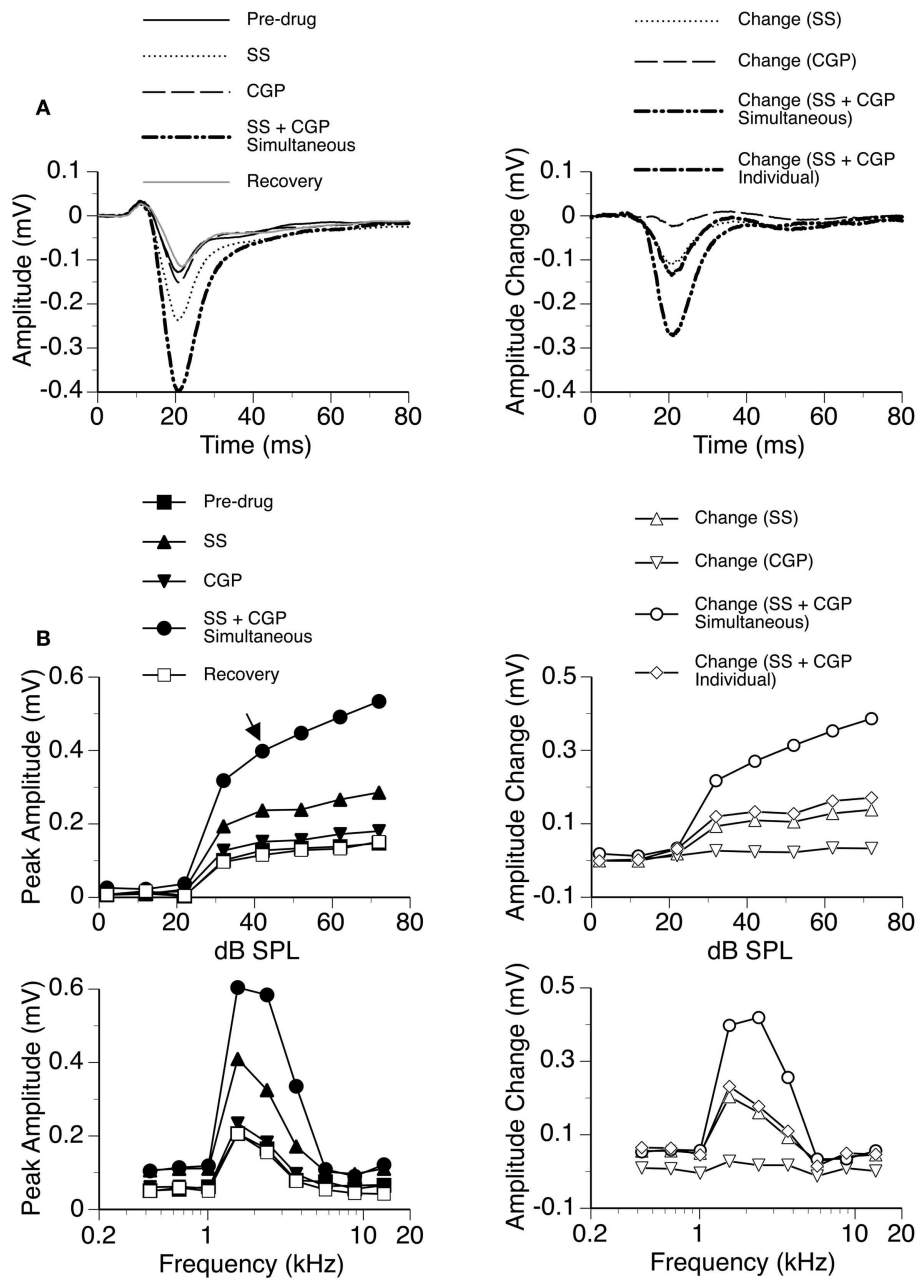 A
Pre-drug
SS
CGP
SS + CGP
Simultaneous
Recovery
Amplitude (mV)
0.1
0
-0.1
-0.2
-0.3
-0.4
0 20 40 60 80
Time (ms)
Change (SS)
Change (CGP)
Change (SS + CGP
Simultaneous)
Change (SS + CGP
Individual)
Amplitude Change (mV)
0.1
0
-0.1
-0.2
-0.3
-0.4
0 20 40 60 80
Time (ms)
B
Pre-drug
SS
CGP
SS + CGP
Simultaneous
Recovery
Peak Amplitude (mV)
0.6
0.4
0.2
0
0 20 40 60 80
dB SPL
Change (SS)
Change (CGP)
Change (SS + CGP
Simultaneous)
Change (SS + CGP
Individual)
Amplitude Change (mV)
0.5
0.3
0.1
-0.1
0 20 40 60 80
dB SPL
Peak Amplitude (mV)
0.6
0.4
0.2
0
0.2 1 10 20
Frequency (kHz)
Amplitude Change (mV)
0.5
0.3
0.1
-0.1
0.2 1 10 20
Frequency (kHz)